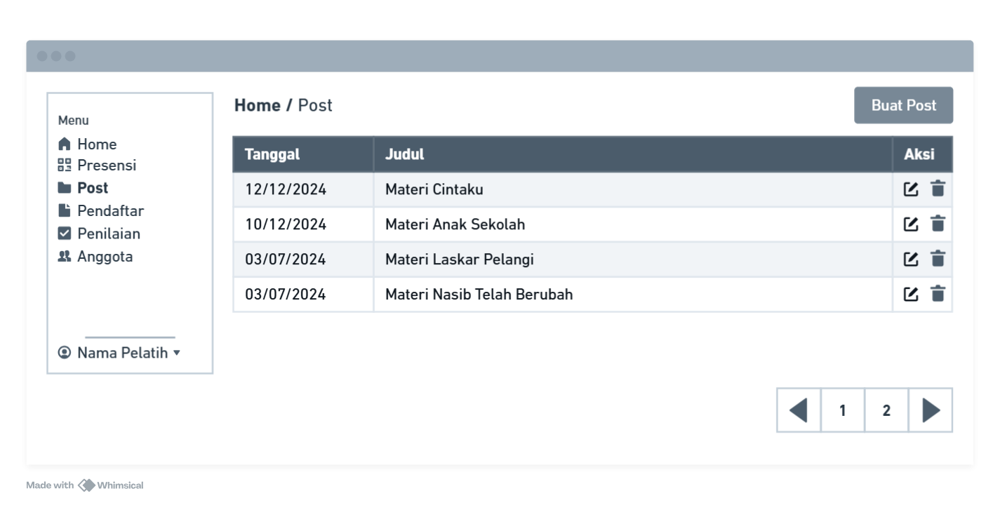 Menu
Home
Presensi
Post
Pendaftar
Penilaian
Anggota
Nama Pelatih
Home / Post
Buat Post
Tanggal Judul Aksi
12/12/2024 Materi Cintaku
10/12/2024 Materi Anak Sekolah
03/07/2024 Materi Laskar Pelangi
03/07/2024 Materi Nasib Telah Berubah
1 2
Made with Whimsical